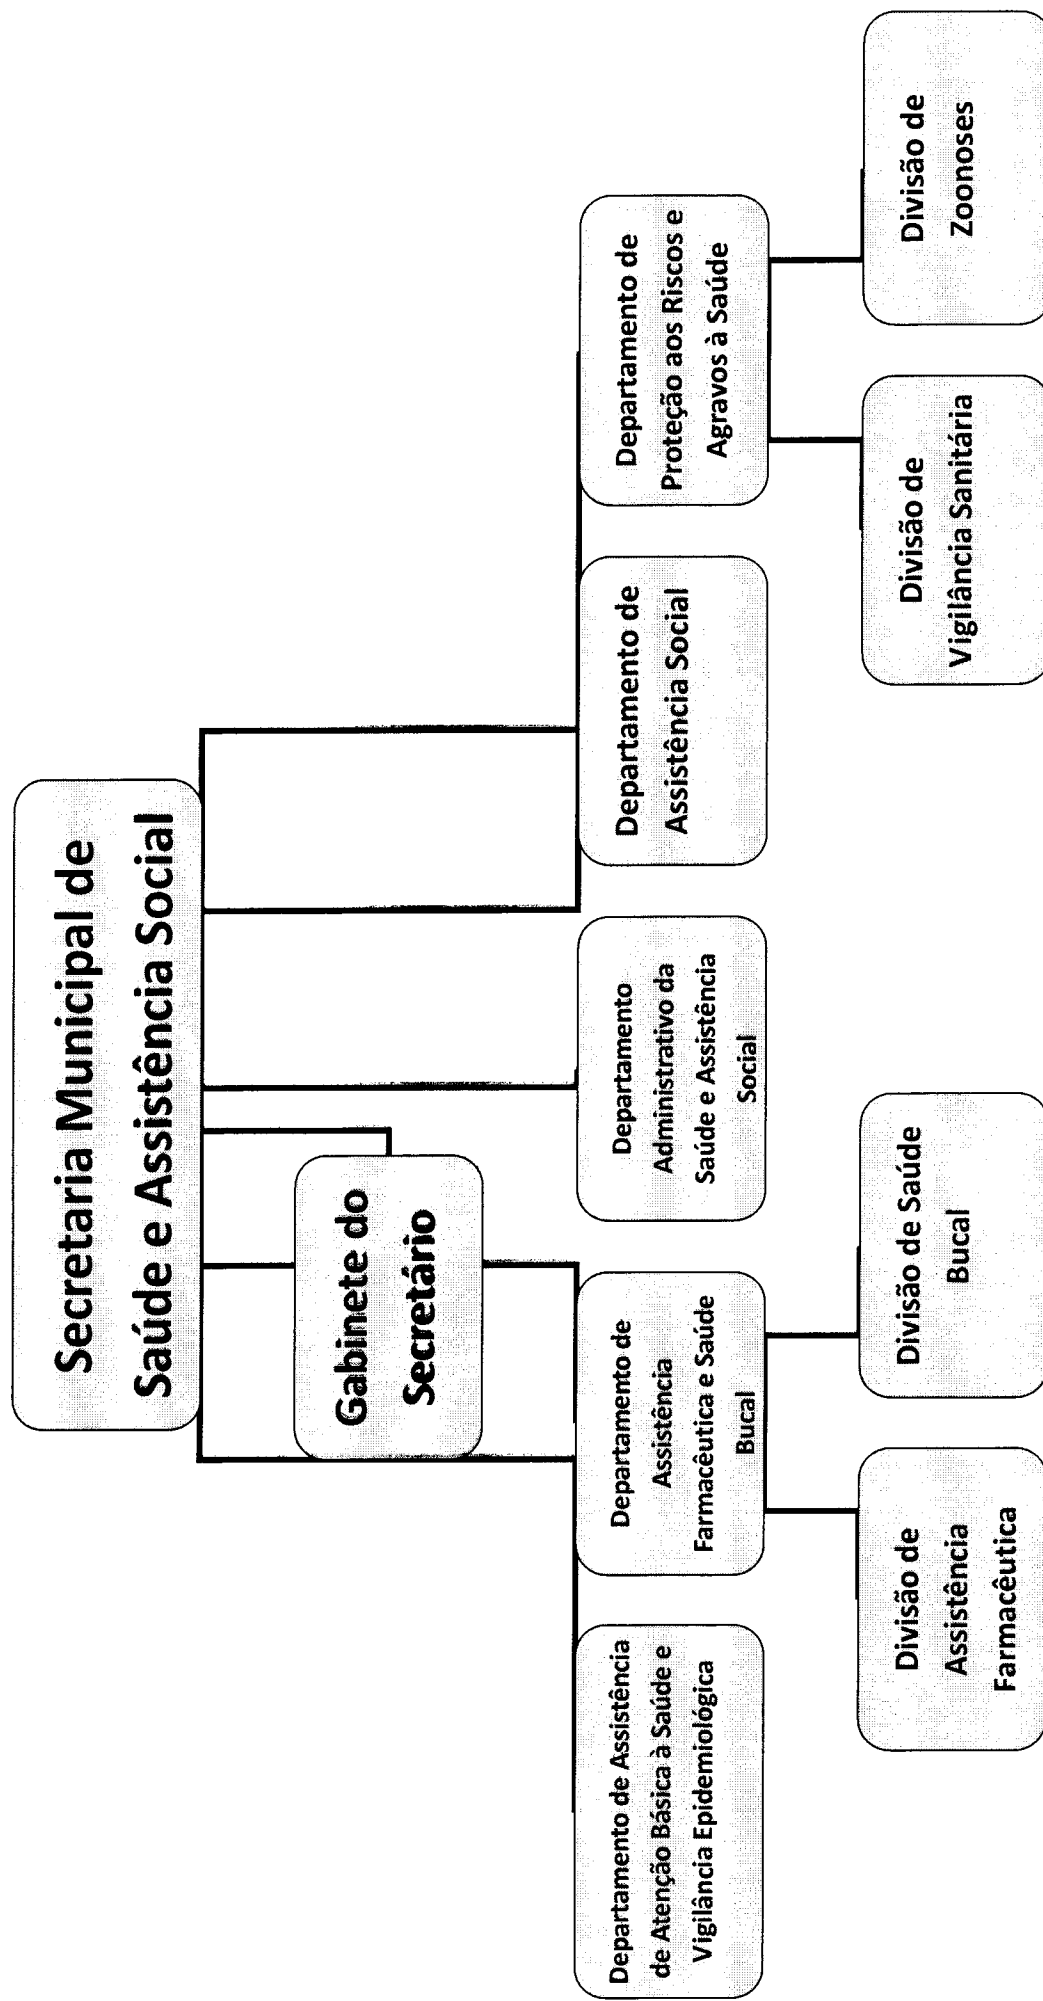 Secretaria Municipal de
Saúde e Assistência Social
Gabinete do
Secretário
Departamento de Assistência
de Atenção Básica à Saúde e
Vigilância Epidemiológica
Departamento de
Assistência
Farmacêutica e Saúde
Bucal
Departamento
Administrativo da
Saúde e Assistência
Social
Departamento de
Assistência Social
Departamento de
Proteção aos Riscos e
Agravos à Saúde
Divisão de
Assistência
Farmacêutica
Divisão de Saúde
Bucal
Divisão de
Vigilância Sanitária
Divisão de
Zoonoses